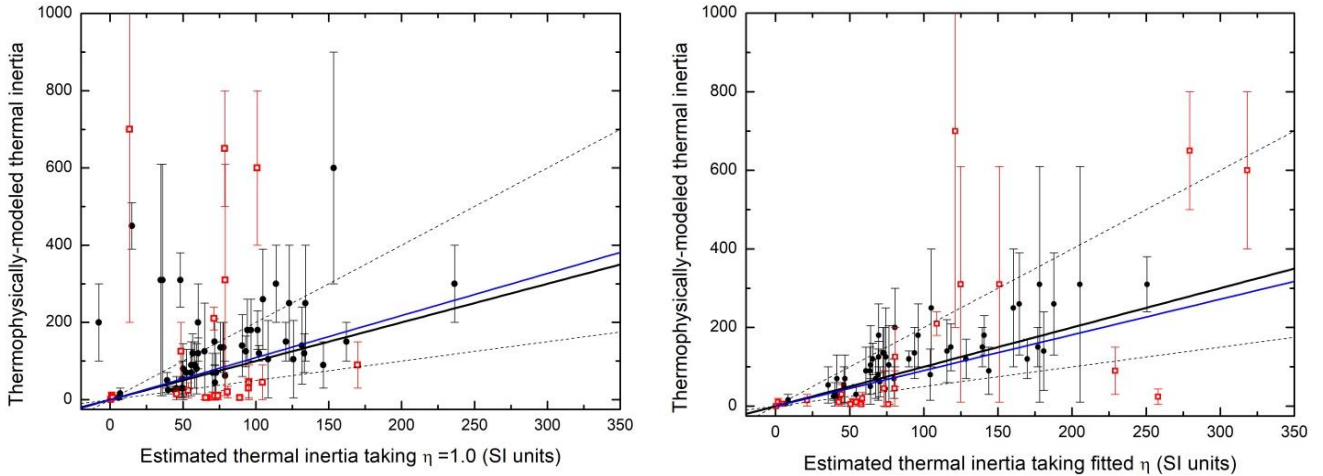 Thermophysically-modeled thermal inertia
1000
800
600
400
200
0
0 50 100 150 200 250 300 350
Estimated thermal inertia taking η =1.0 (SI units)
Thermophysically-modeled thermal inertia
1000
800
600
400
200
0
0 50 100 150 200 250 300 350
Estimated thermal inertia taking fitted η (SI units)